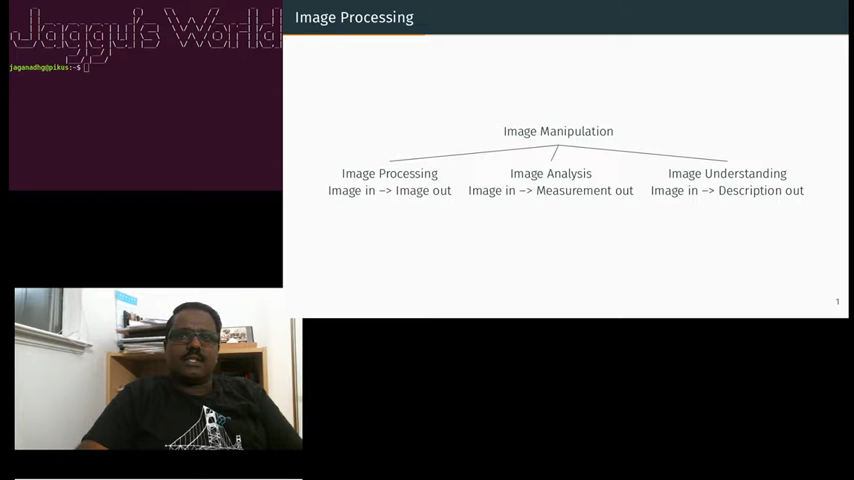 Jaggu's World
jaganadhg@pikus:~$
Image Processing
Image Manipulation
Image Processing
Image in −> Image out
Image Analysis
Image in −> Measurement out
Image Understanding
Image in −> Description out
1